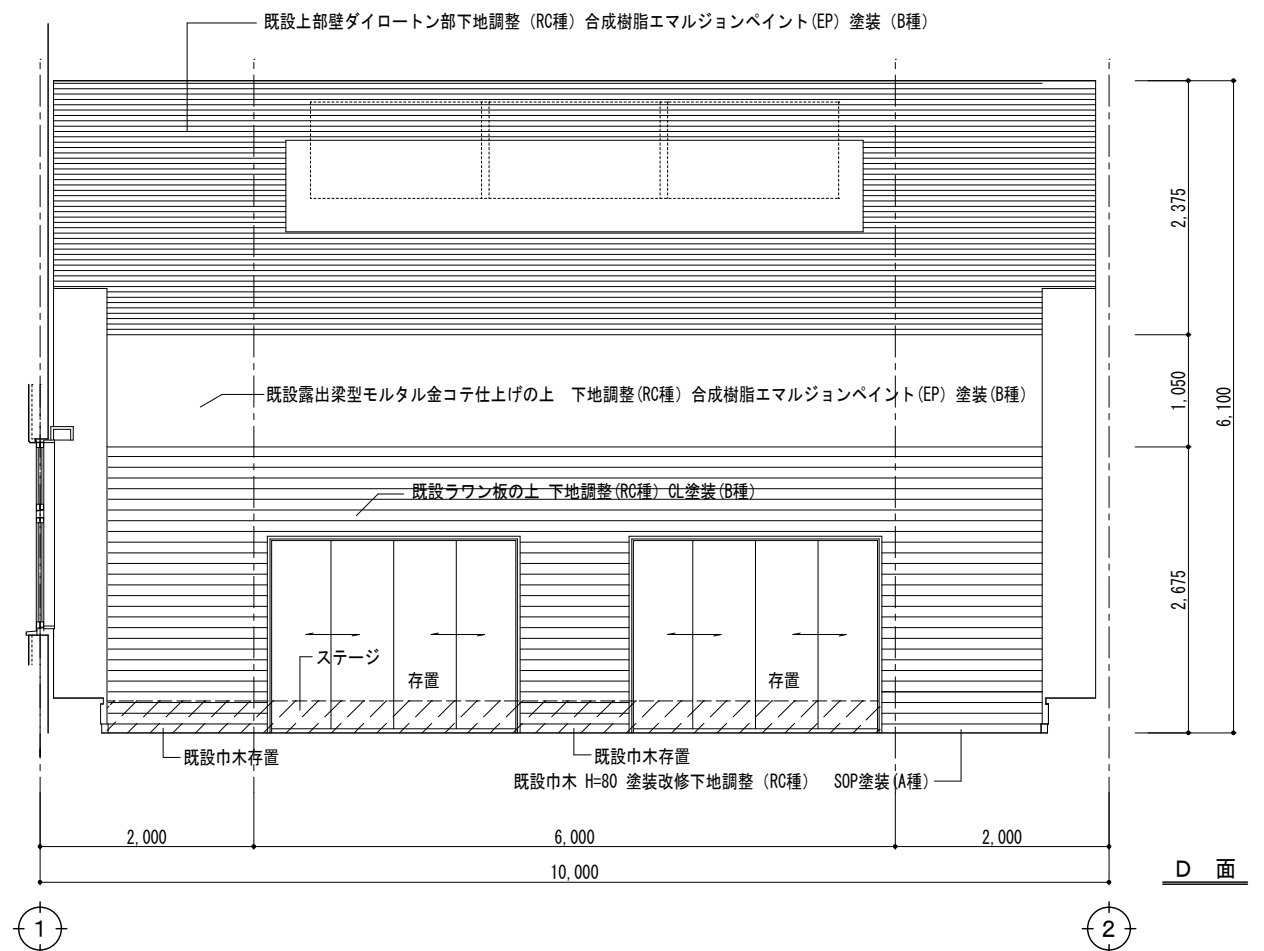 既設上部壁ダイロートン部下地調整（RC種）合成樹脂エマルジョンペイント(EP) 塗装（B種）
2,375
既設露出梁型モルタル金コテ仕上げの上　下地調整(RC種) 合成樹脂エマルジョンペイント(EP) 塗装(B種)
1,050
6,100
既設ラワン板の上 下地調整(RC種) CL塗装(B種)
2,675
ステージ
存置
存置
既設巾木存置
既設巾木存置
既設巾木 H=80 塗装改修下地調整（RC種）　SOP塗装(A種)
2,000
6,000
2,000
10,000
D 面
1
2